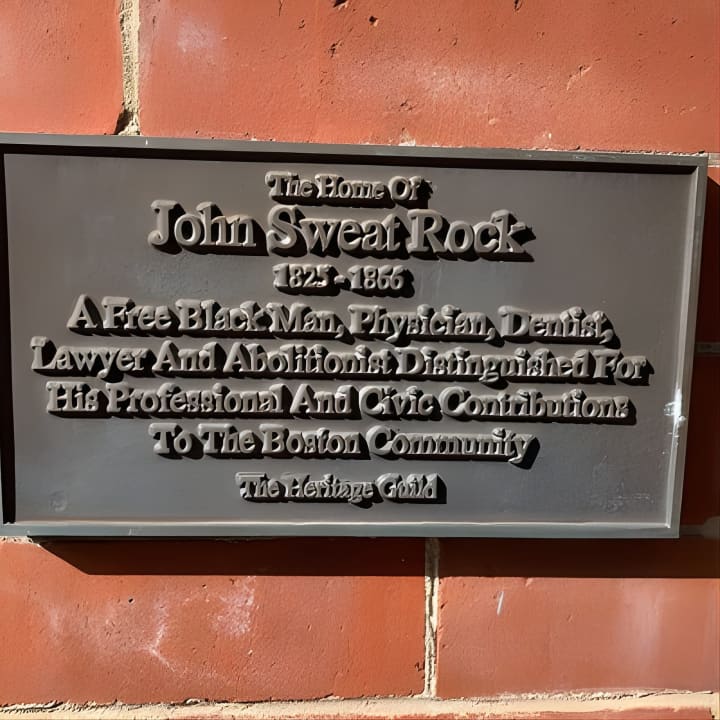 The Home Of
John Sweat Rock
1825 - 1866
A Free Black Man, Physician, Dentist,
Lawyer And Abolitionist Distinguished For
His Professional And Civic Contributions
To The Boston Community
The Heritage Guild